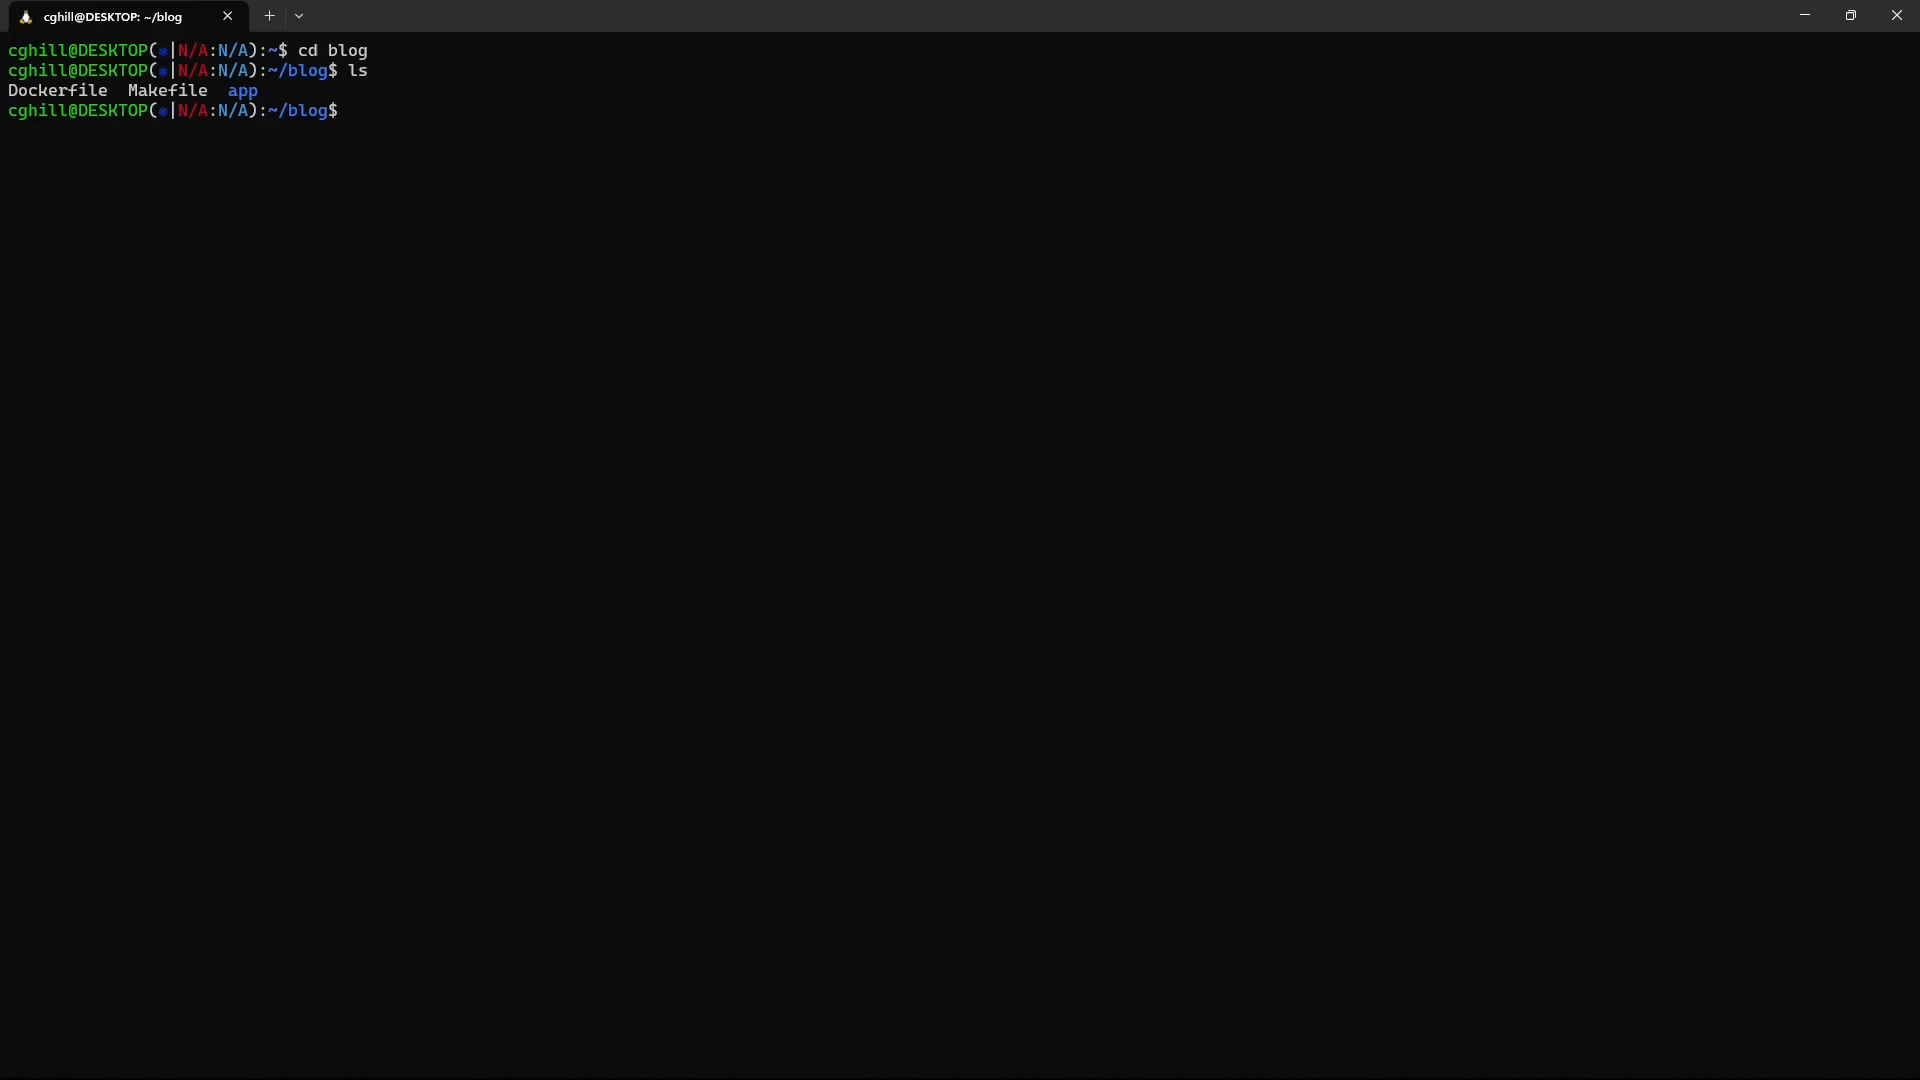 cghill@DESKTOP: ~/blog
cghill@DESKTOP(⎈|N/A:N/A):~$ cd blog
cghill@DESKTOP(⎈|N/A:N/A):~/blog$ ls
Dockerfile  Makefile  app
cghill@DESKTOP(⎈|N/A:N/A):~/blog$